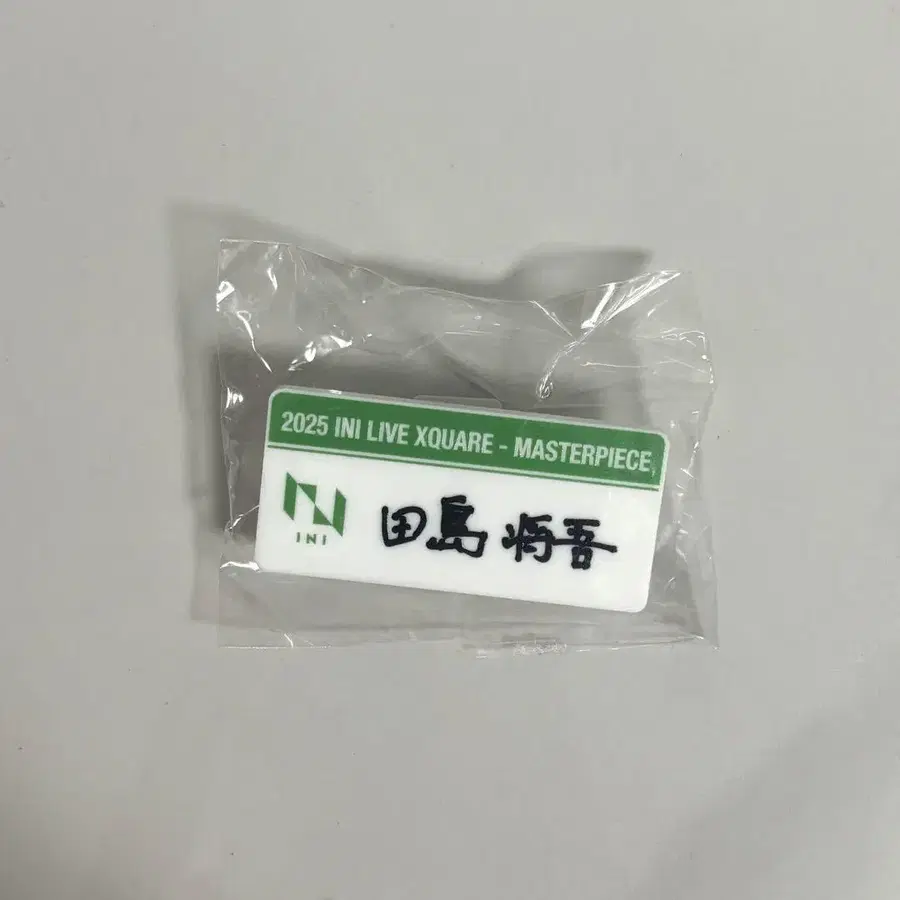 2025 INI LIVE XQUARE - MASTERPIECE
INI
田島 将吾